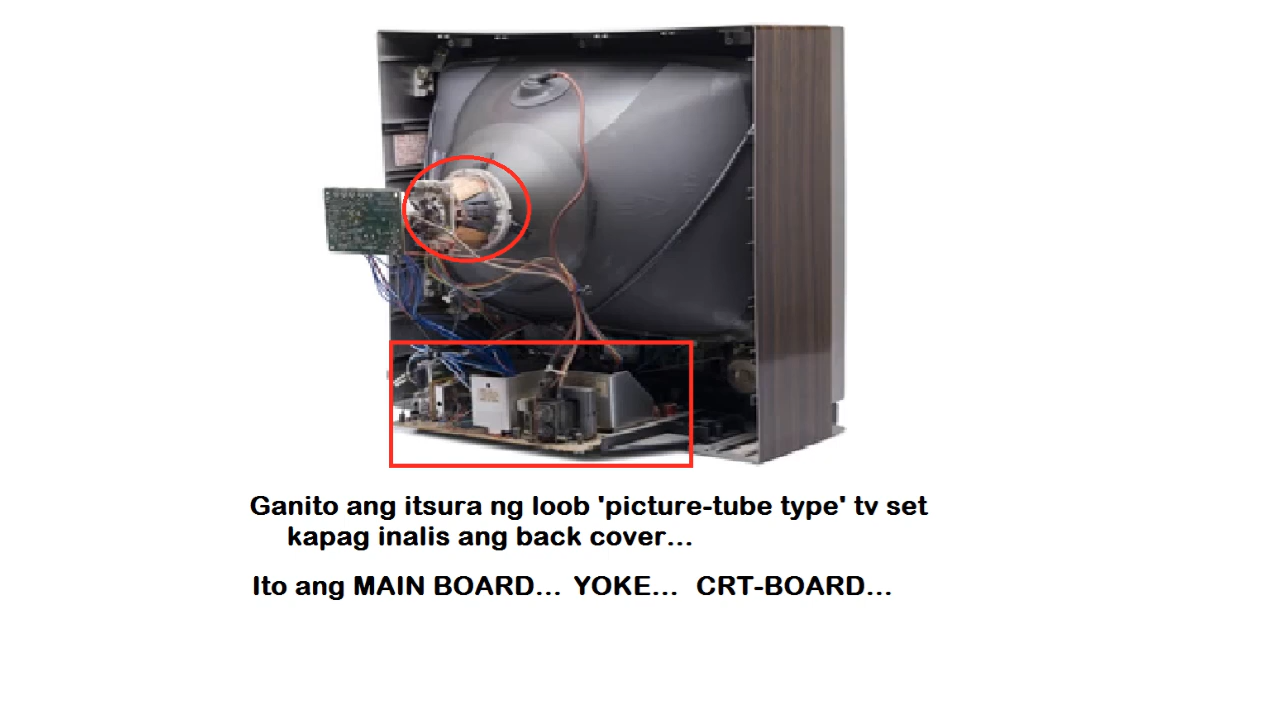 Ganito ang itsura ng loob 'picture-tube type' tv set
kapag inalis ang back cover...
Ito ang MAIN BOARD... YOKE... CRT-BOARD...